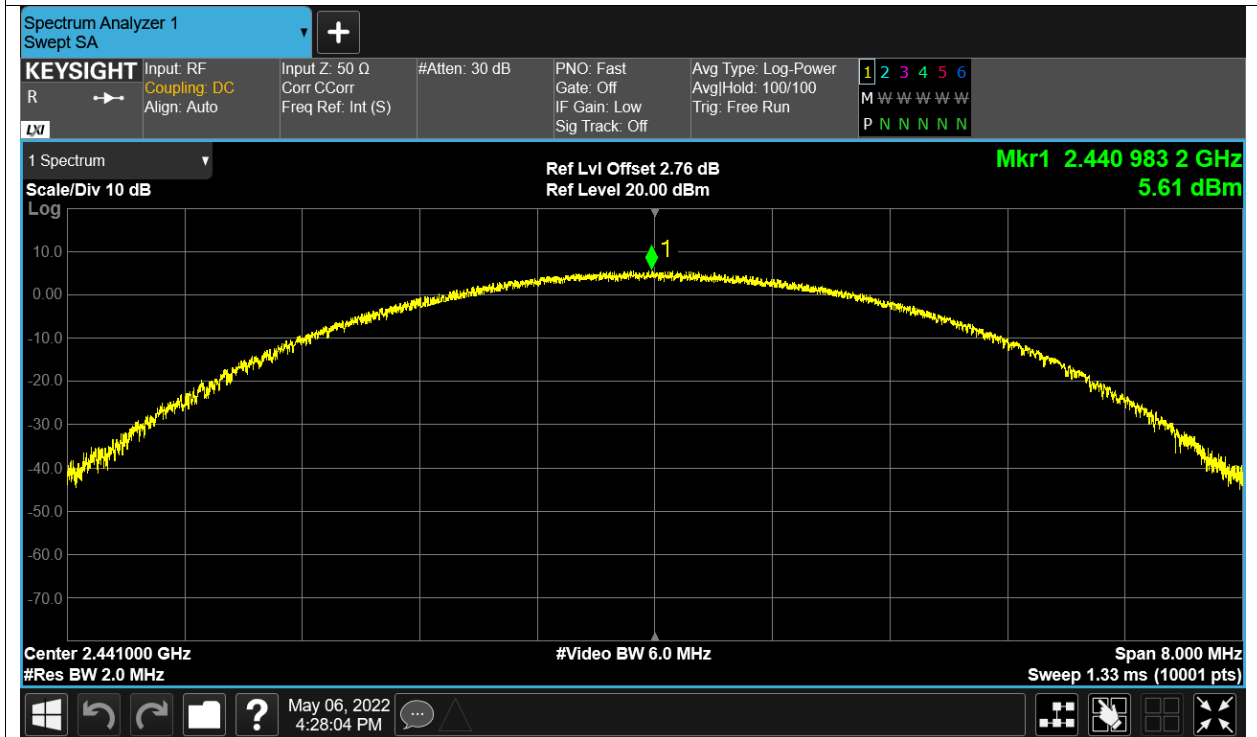 Spectrum Analyzer 1
Swept SA
+
KEYSIGHT
R
LXI
Input: RF
Coupling: DC
Align: Auto
Input Z: 50 Ω
Corr CCorr
Freq Ref: Int (S)
#Atten: 30 dB
PNO: Fast
Gate: Off
IF Gain: Low
Sig Track: Off
Avg Type: Log-Power
Avg|Hold: 100/100
Trig: Free Run
1 2 3 4 5 6
M W W W W W
P N N N N N
1 Spectrum
Scale/Div 10 dB
Ref Lvl Offset 2.76 dB
Ref Level 20.00 dBm
Mkr1 2.440 983 2 GHz
5.61 dBm
Log
1
10.0
0.00
-10.0
-20.0
-30.0
-40.0
-50.0
-60.0
-70.0
Center 2.441000 GHz
#Video BW 6.0 MHz
Span 8.000 MHz
#Res BW 2.0 MHz
Sweep 1.33 ms (10001 pts)
?
May 06, 2022
4:28:04 PM